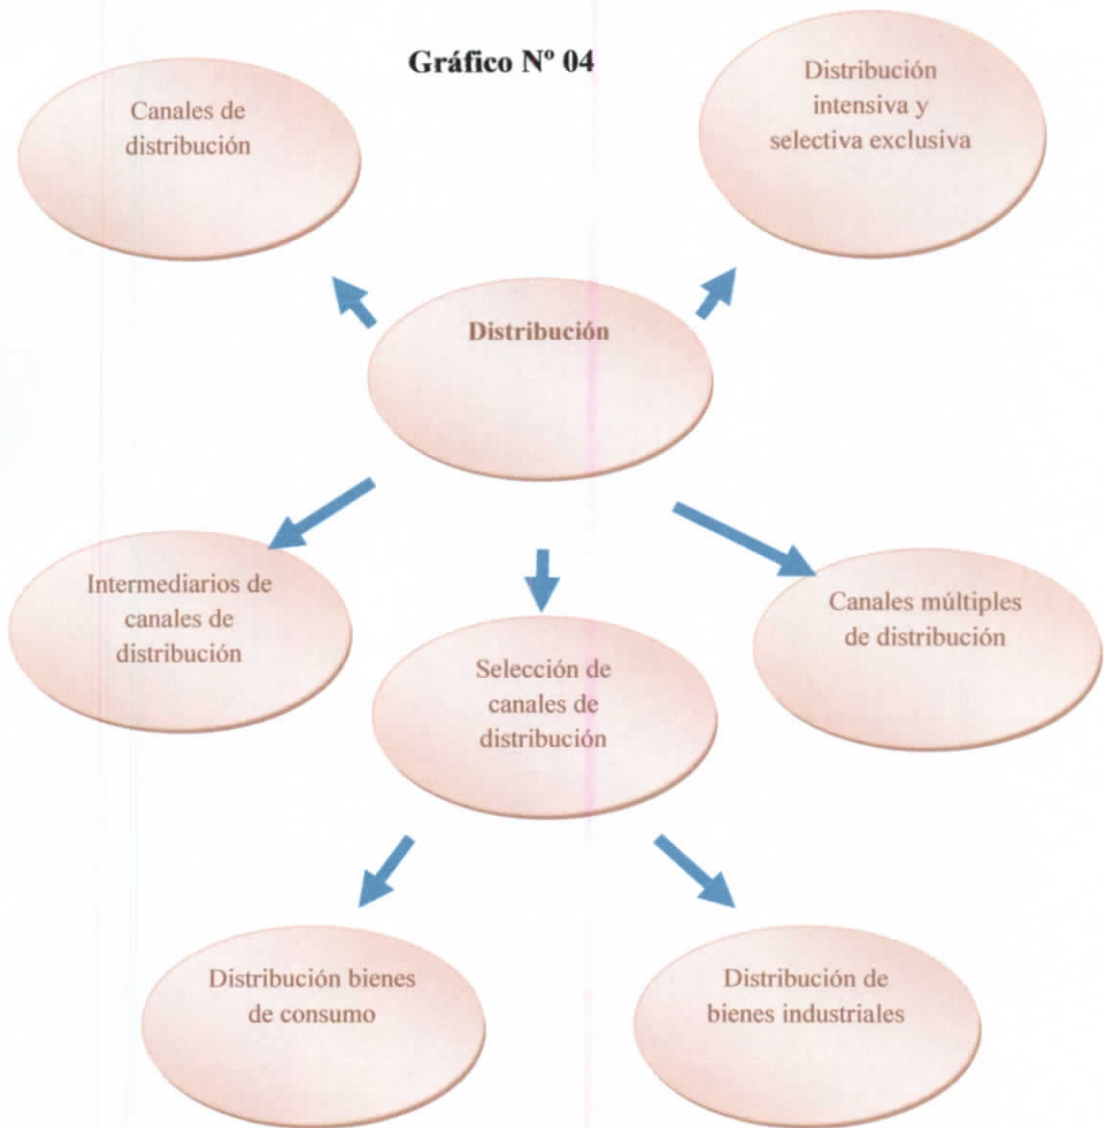 Gráfico Nº 04
Canales de
distribución
Distribución
intensiva y
selectiva exclusiva
Distribución
Intermediarios de
canales de
distribución
Selección de
canales de
distribución
Canales múltiples
de distribución
Distribución bienes
de consumo
Distribución de
bienes industriales